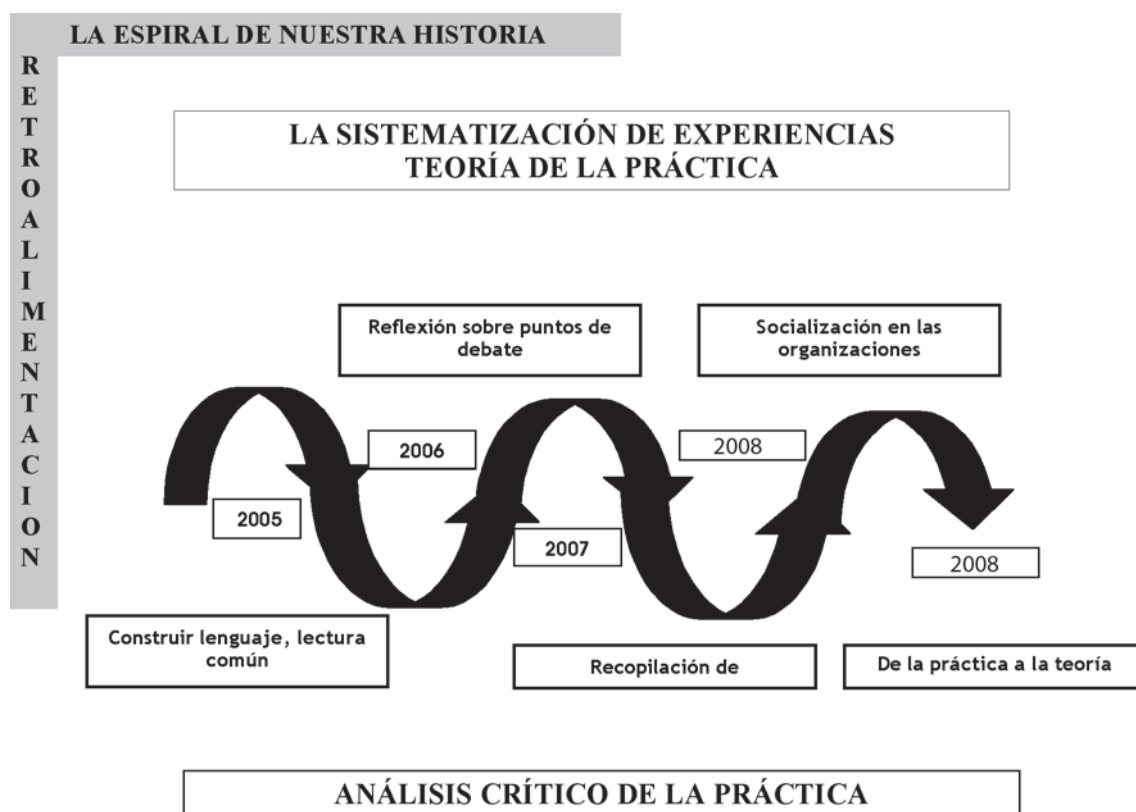 LA ESPIRAL DE NUESTRA HISTORIA
RETROALIMENTACION
LA SISTEMATIZACIÓN DE EXPERIENCIAS
TEORÍA DE LA PRÁCTICA
Reflexión sobre puntos de
debate
Socialización en las
organizaciones
2006
2008
2005
2007
2008
Construir lenguaje, lectura
común
Recopilación de
De la práctica a la teoría
ANÁLISIS CRÍTICO DE LA PRÁCTICA